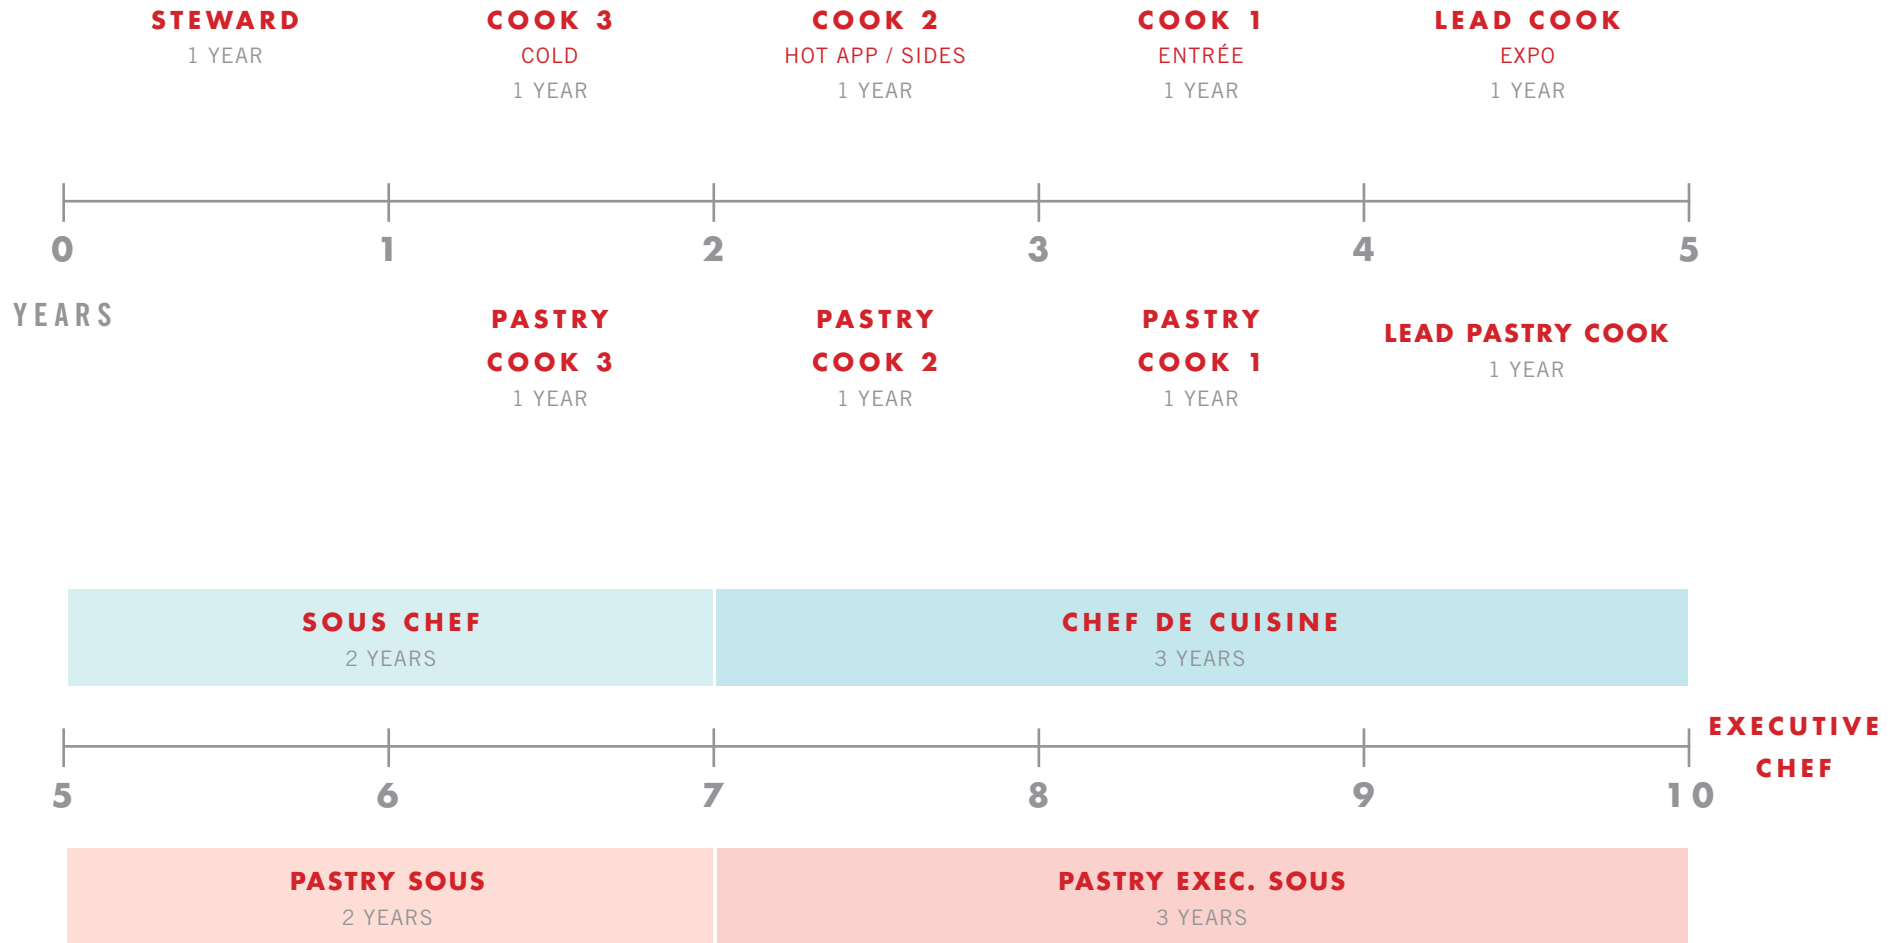 STEWARD
1 YEAR
COOK 3
COLD
1 YEAR
COOK 2
HOT APP / SIDES
1 YEAR
COOK 1
ENTRÉE
1 YEAR
LEAD COOK
EXPO
1 YEAR
0
1
2
3
4
5
YEARS
PASTRY
COOK 3
1 YEAR
PASTRY
COOK 2
1 YEAR
PASTRY
COOK 1
1 YEAR
LEAD PASTRY COOK
1 YEAR
SOUS CHEF
2 YEARS
CHEF DE CUISINE
3 YEARS
5
6
7
8
9
10
EXECUTIVE
CHEF
PASTRY SOUS
2 YEARS
PASTRY EXEC. SOUS
3 YEARS